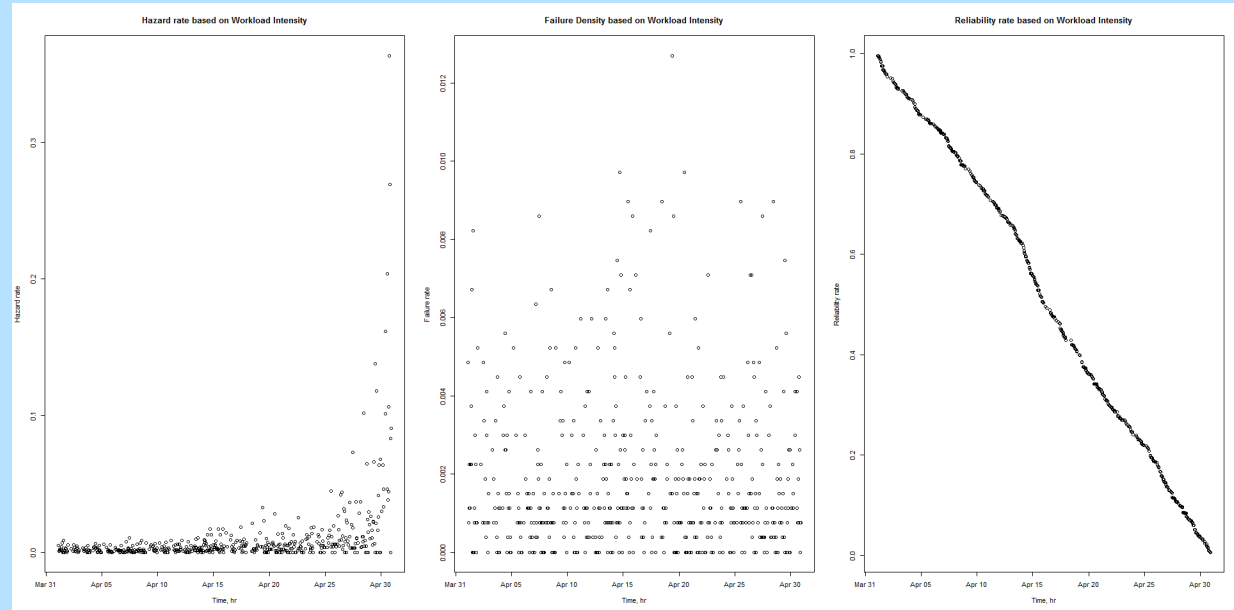 Hazard rate based on Workload Intensity
Hazard rate
0.0
0.1
0.2
0.3
Mar 31
Apr 05
Apr 10
Apr 15
Apr 20
Apr 25
Apr 30
Time, hr
Failure Density based on Workload Intensity
Failure rate
0.000
0.002
0.004
0.006
0.008
0.010
0.012
Mar 31
Apr 05
Apr 10
Apr 15
Apr 20
Apr 25
Apr 30
Time, hr
Reliability rate based on Workload Intensity
Reliability rate
0.0
0.2
0.4
0.6
0.8
1.0
Mar 31
Apr 05
Apr 10
Apr 15
Apr 20
Apr 25
Apr 30
Time, hr